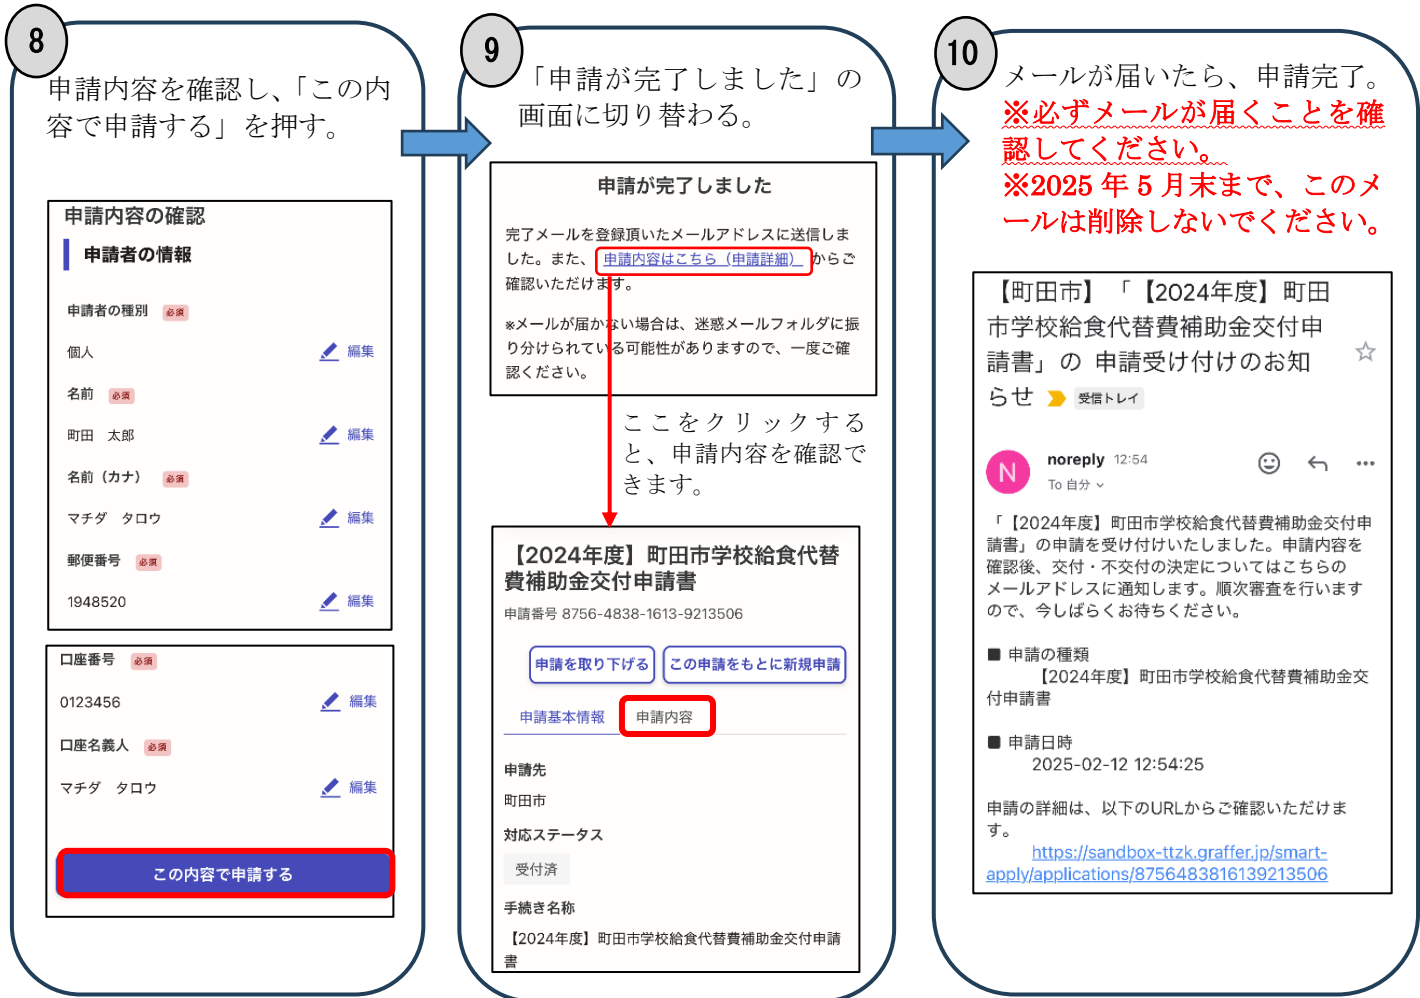 8
申請内容を確認し、「この内
容で申請する」を押す。
申請内容の確認
申請者の情報
申請者の種別 必須
個人 編集
名前 必須
町田 太郎 編集
名前（カナ） 必須
マチダ タロウ 編集
郵便番号 必須
1948520 編集
口座番号 必須
0123456 編集
口座名義人 必須
マチダ タロウ 編集
この内容で申請する
9
「申請が完了しました」の
画面に切り替わる。
申請が完了しました
完了メールを登録頂いたメールアドレスに送信しま
した。また、 申請内容はこちら（申請詳細） からご
確認いただけます。
※メールが届かない場合は、迷惑メールフォルダに振
り分けられている可能性がありますので、一度ご確
認ください。
ここをクリックする
と、申請内容を確認で
きます。
【2024年度】町田市学校給食代替
費補助金交付申請書
申請番号 8756-4838-1613-9213506
申請を取り下げる この申請をもとに新規申請
申請基本情報 申請内容
申請先
町田市
対応ステータス
受付済
手続き名称
【2024年度】町田市学校給食代替費補助金交付申請
書
10
メールが届いたら、申請完了。
※必ずメールが届くことを確
認してください。
※2025 年 5 月末まで、このメ
ールは削除しないでください。
【町田市】「【2024年度】町田
市学校給食代替費補助金交付申
請書」の 申請受け付けのお知
らせ 受信トレイ
N
noreply 12:54
To 自分
「【2024年度】町田市学校給食代替費補助金交付申
請書」の申請を受け付けいたしました。申請内容を
確認後、交付・不交付の決定についてはこちらの
メールアドレスに通知します。順次審査を行います
ので、今しばらくお待ちください。
■ 申請の種類
【2024年度】町田市学校給食代替費補助金交
付申請書
■ 申請日時
2025-02-12 12:54:25
申請の詳細は、以下のURLからご確認いただけま
す。
https://sandbox-ttzk.graffer.jp/smart-
apply/applications/8756483816139213506